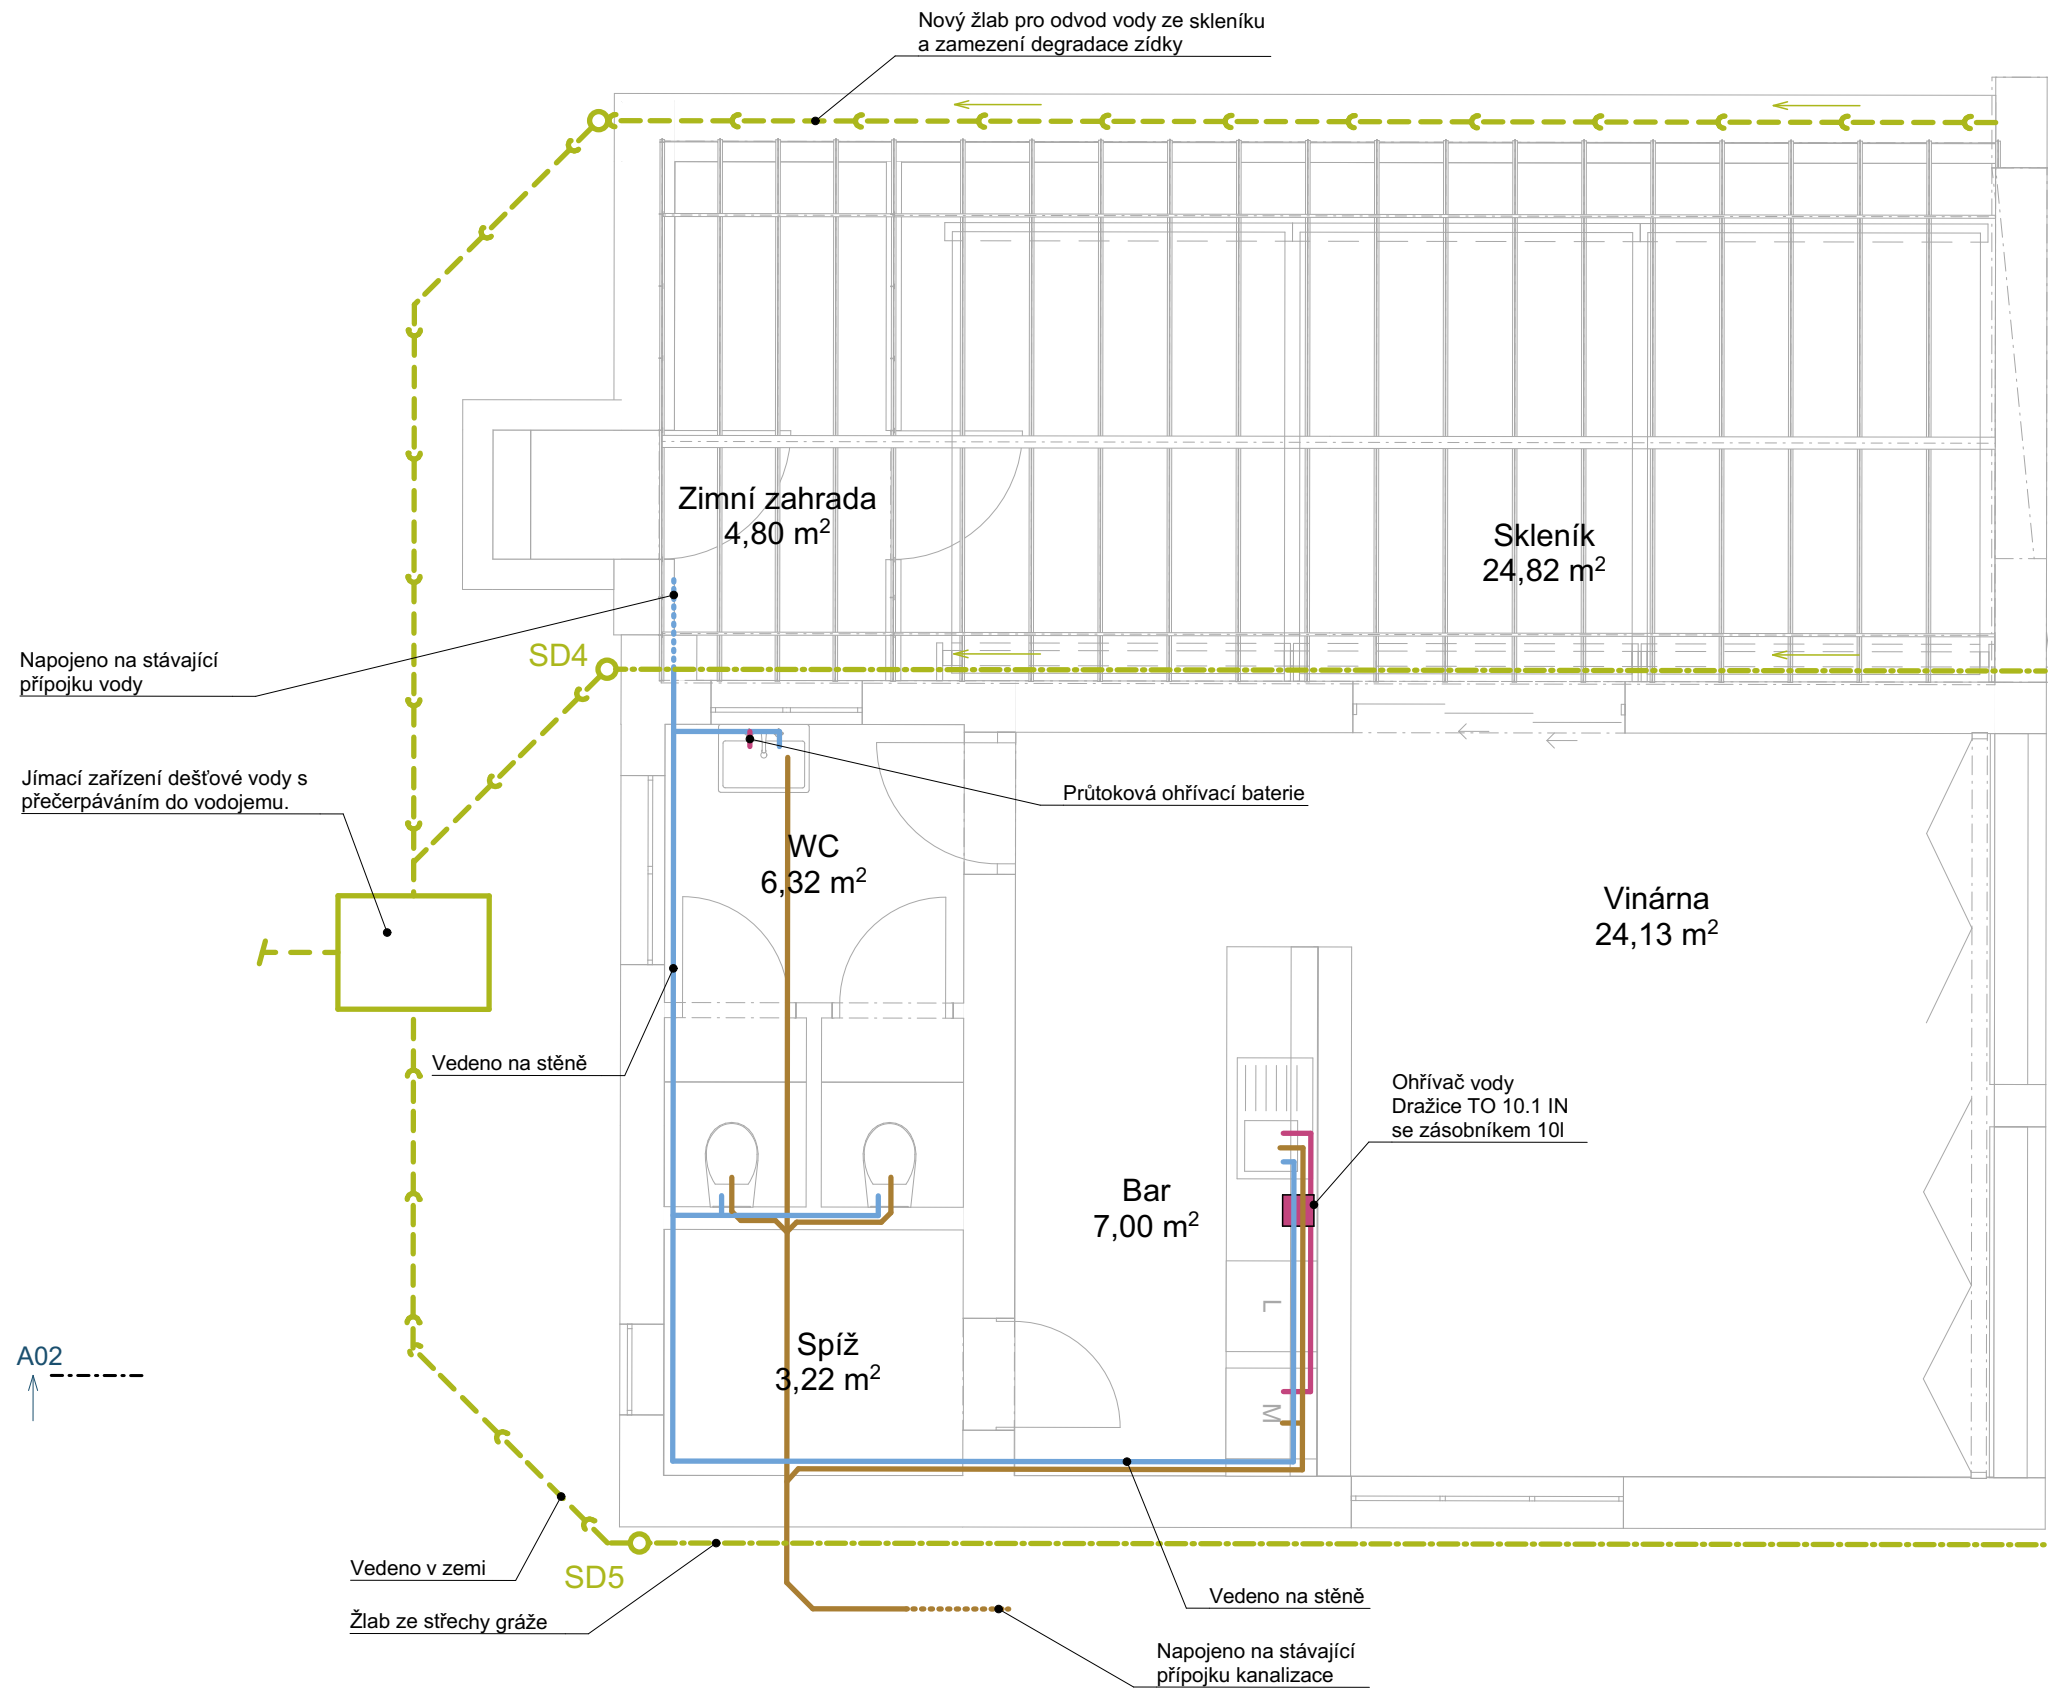 Nový žlab pro odvod vody ze skleníku
a zamezení degradace zídky
Zimní zahrada
4,80 m²
Skleník
24,82 m²
SD4
Napojeno na stávající
přípojku vody
Jímací zařízení dešťové vody s
přečerpáváním do vodojemu.
Průtoková ohřívací baterie
WC
6,32 m²
Vinárna
24,13 m²
Vedeno na stěně
Ohřívač vody
Dražice TO 10.1 IN
se zásobníkem 10l
Bar
7,00 m²
L
Spíž
3,22 m²
A02
M
Vedeno v zemi
SD5
Vedeno na stěně
Žlab ze střechy gráže
Napojeno na stávající
přípojku kanalizace